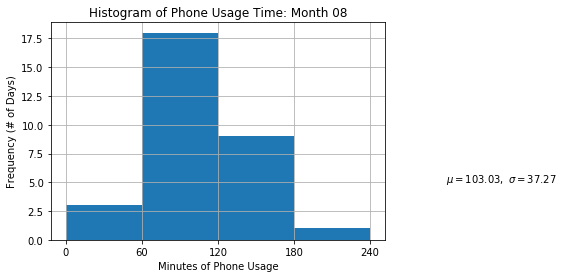 Histogram of Phone Usage Time: Month 08
Frequency (# of Days)
17.5
15.0
12.5
10.0
7.5
5.0
2.5
0.0
0 60 120 180 240
Minutes of Phone Usage
μ = 103.03, σ = 37.27